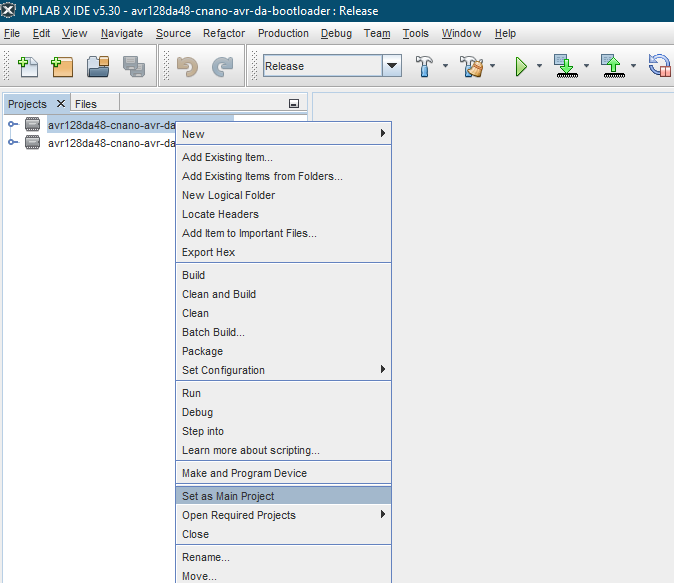 MPLAB X IDE v5.30 - avr128da48-cnano-avr-da-bootloader : Release
File Edit View Navigate Source Refactor Production Debug Team Tools Window Help
Release
Projects Files
avr128da48-cnano-avr-da
avr128da48-cnano-avr-da
New
Add Existing Item...
Add Existing Items from Folders...
New Logical Folder
Locate Headers
Add Item to Important Files...
Export Hex
Build
Clean and Build
Clean
Batch Build...
Package
Set Configuration
Run
Debug
Step into
Learn more about scripting...
Make and Program Device
Set as Main Project
Open Required Projects
Close
Rename...
Move...